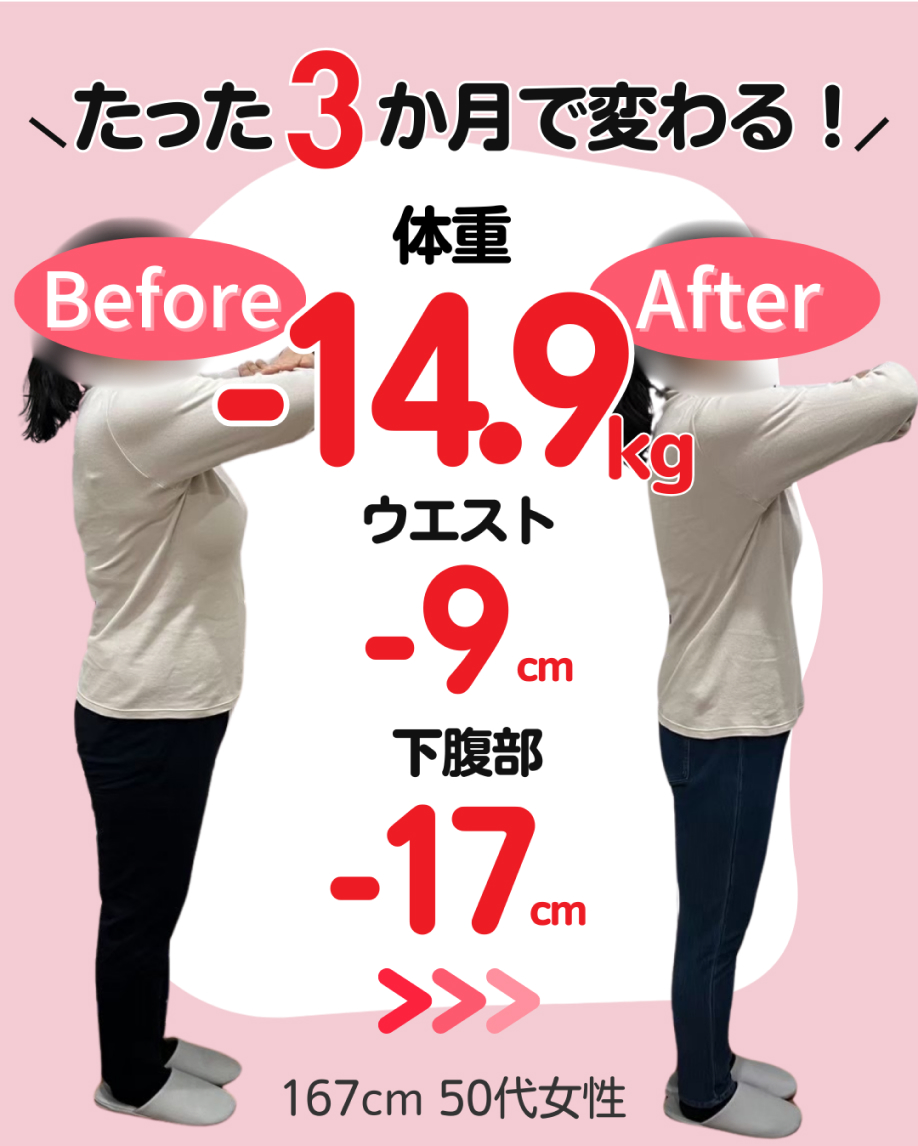 たった3か月で変わる！
体重
Before
After
-14.9kg
ウエスト
-9cm
下腹部
-17cm
167cm 50代女性